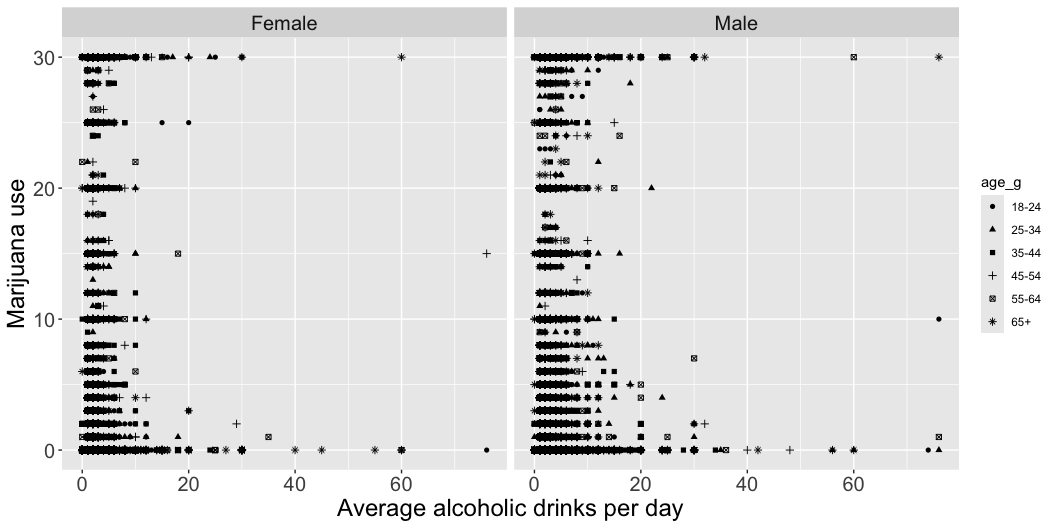 Female Male
Marijuana use
30
20
10
0
0 20 40 60 0 20 40 60
Average alcoholic drinks per day
age_g
18-24
25-34
35-44
45-54
55-64
65+